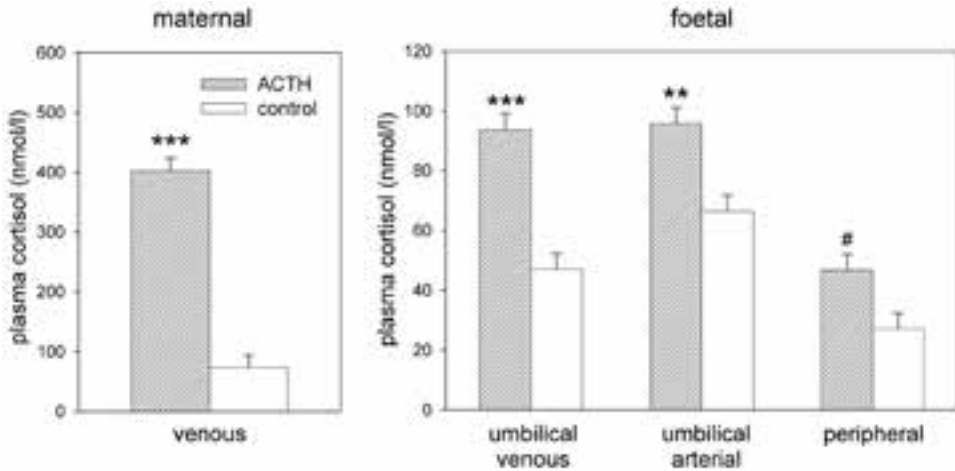 maternal
foetal
600
500
400
300
200
100
0
plasma cortisol (nmol/l)
ACTH
control
***
venous
120
100
80
60
40
20
0
plasma cortisol (nmol/l)
***
**
#
umbilical
venous
umbilical
arterial
peripheral